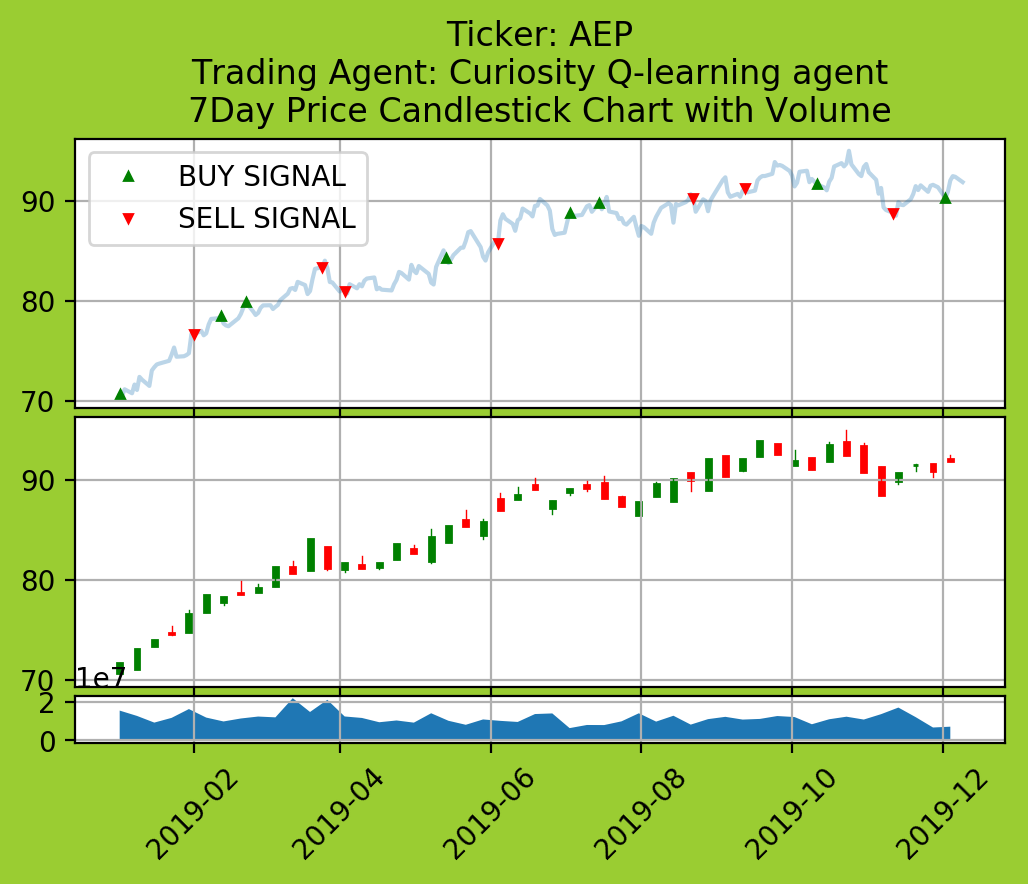 Ticker: AEP
Trading Agent: Curiosity Q-learning agent
7Day Price Candlestick Chart with Volume
BUY SIGNAL
SELL SIGNAL
90
80
70
90
80
70
1e7
2
0
2019-02
2019-04
2019-06
2019-08
2019-10
2019-12